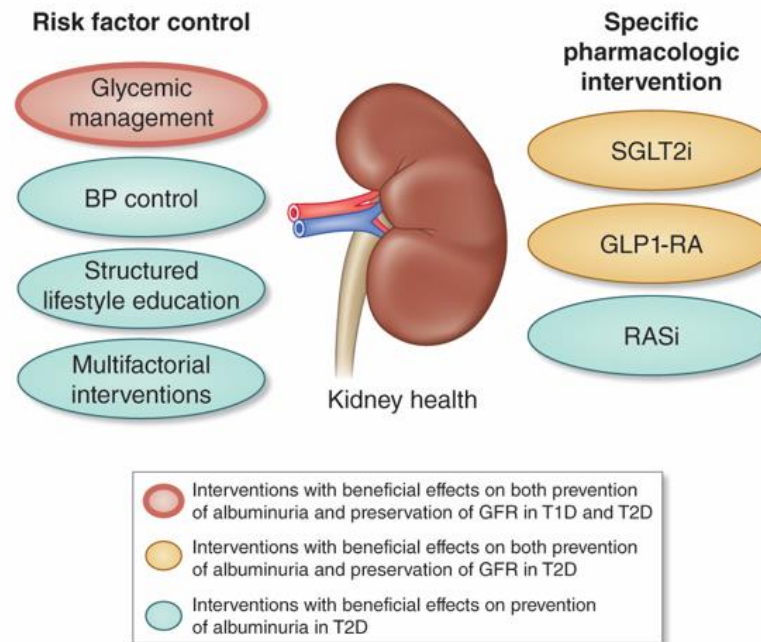 Risk factor control
Glycemic
management
BP control
Structured
lifestyle education
Multifactorial
interventions
Kidney health
Specific
pharmacologic
intervention
SGLT2i
GLP1-RA
RASi
Interventions with beneficial effects on both prevention
of albuminuria and preservation of GFR in T1D and T2D
Interventions with beneficial effects on both prevention
of albuminuria and preservation of GFR in T2D
Interventions with beneficial effects on prevention
of albuminuria in T2D